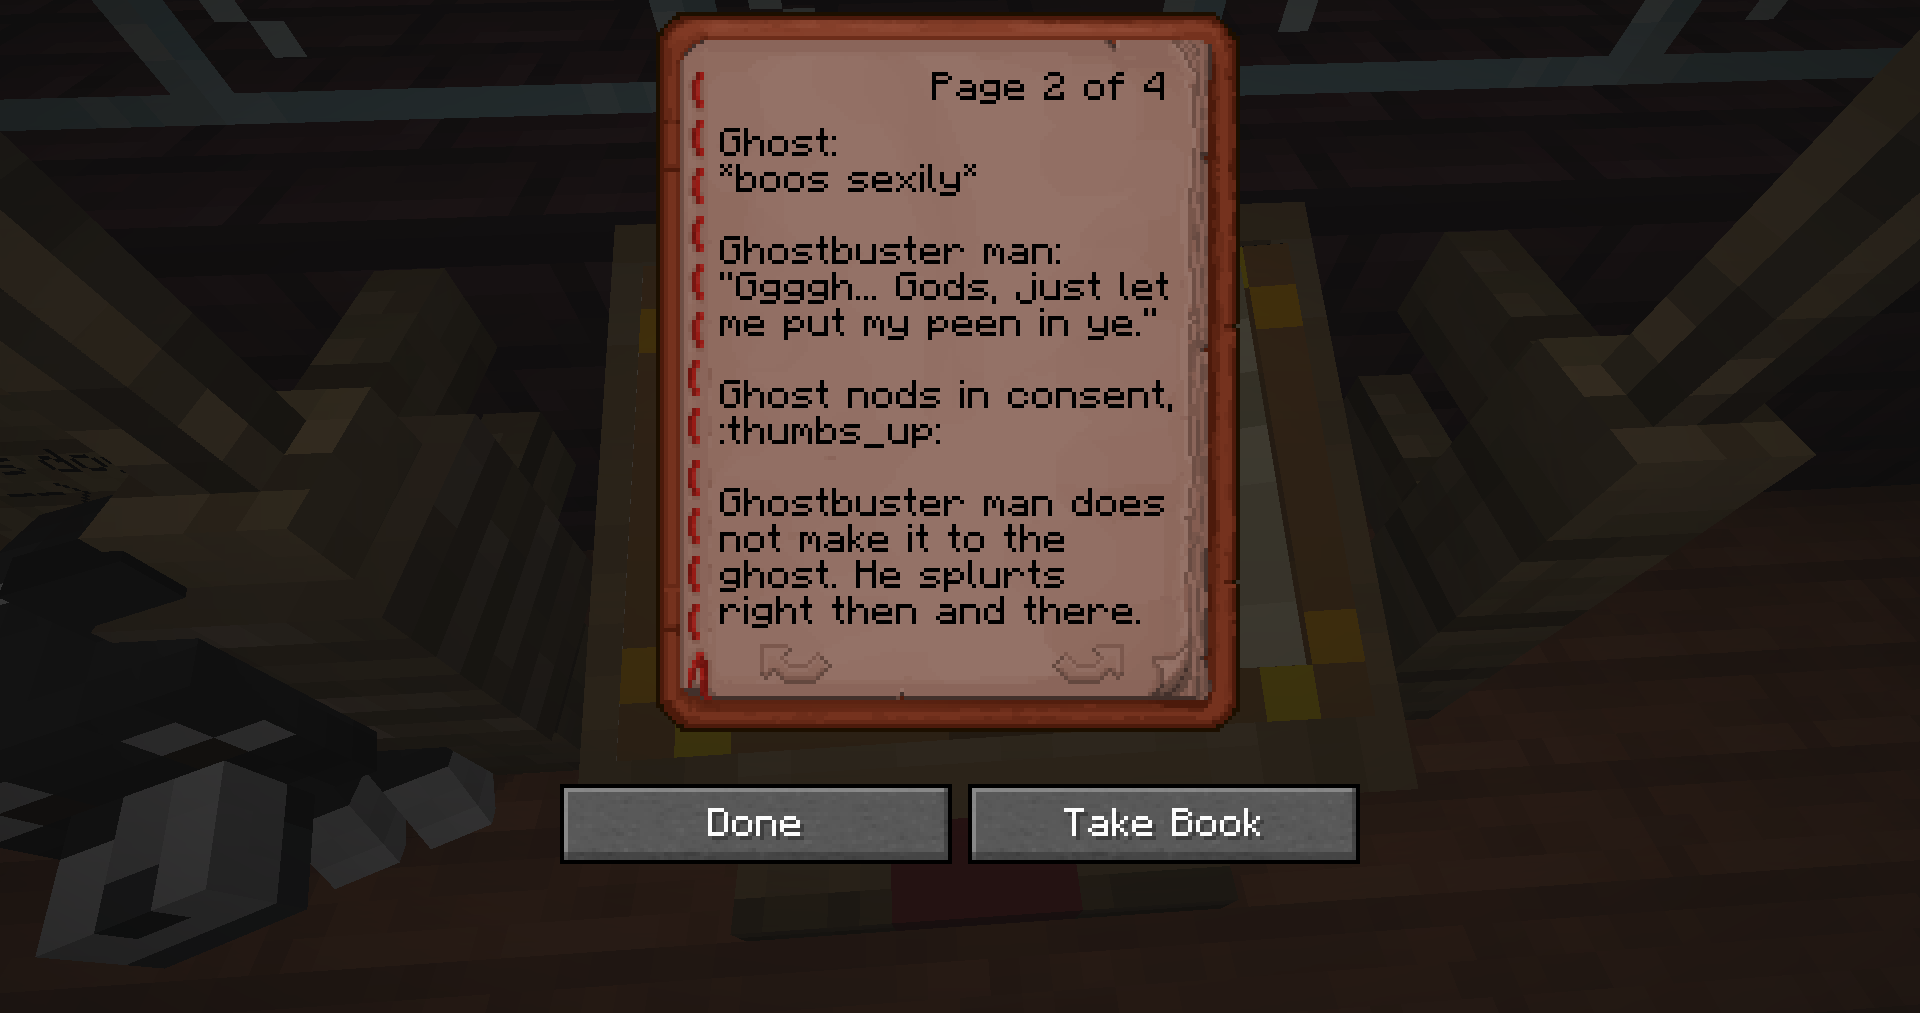 Page 2 of 4
Ghost:
*boos sexily*
Ghostbuster man:
"Ggggh... Gods, just let
me put my peen in ye."
Ghost nods in consent,
:thumbs_up:
Ghostbuster man does
not make it to the
ghost. He splurts
right then and there.
Done
Take Book